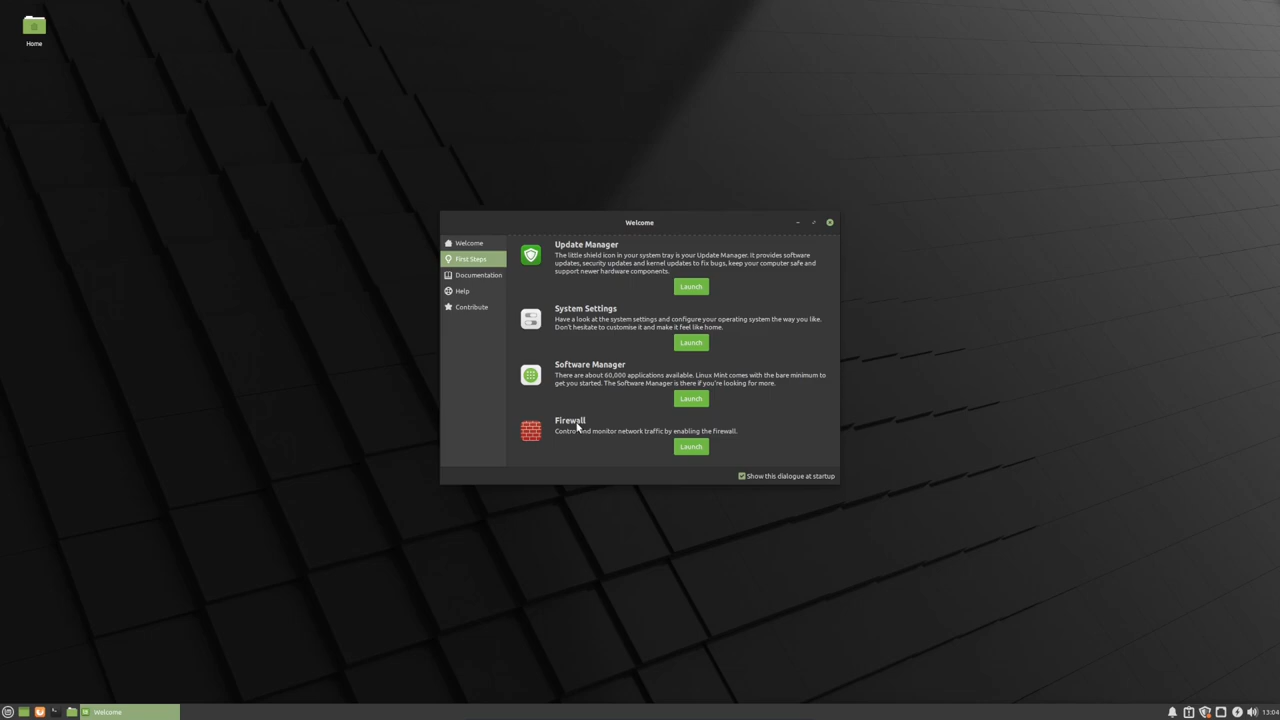 Home
Welcome
Welcome
First Steps
Documentation
Help
Contribute
Update Manager
The little shield icon in your system tray is your Update Manager. It provides software
updates, security updates and kernel updates to fix bugs, keep your computer safe and
support newer hardware components.
Launch
System Settings
Have a look at the system settings and configure your operating system the way you like.
Don't hesitate to customise it and make it feel like home.
Launch
Software Manager
There are about 60,000 applications available. Linux Mint comes with the bare minimum to
get you started. The Software Manager is there if you're looking for more.
Launch
Firewall
Control and monitor network traffic by enabling the firewall.
Launch
Show this dialogue at startup
Welcome
13:04